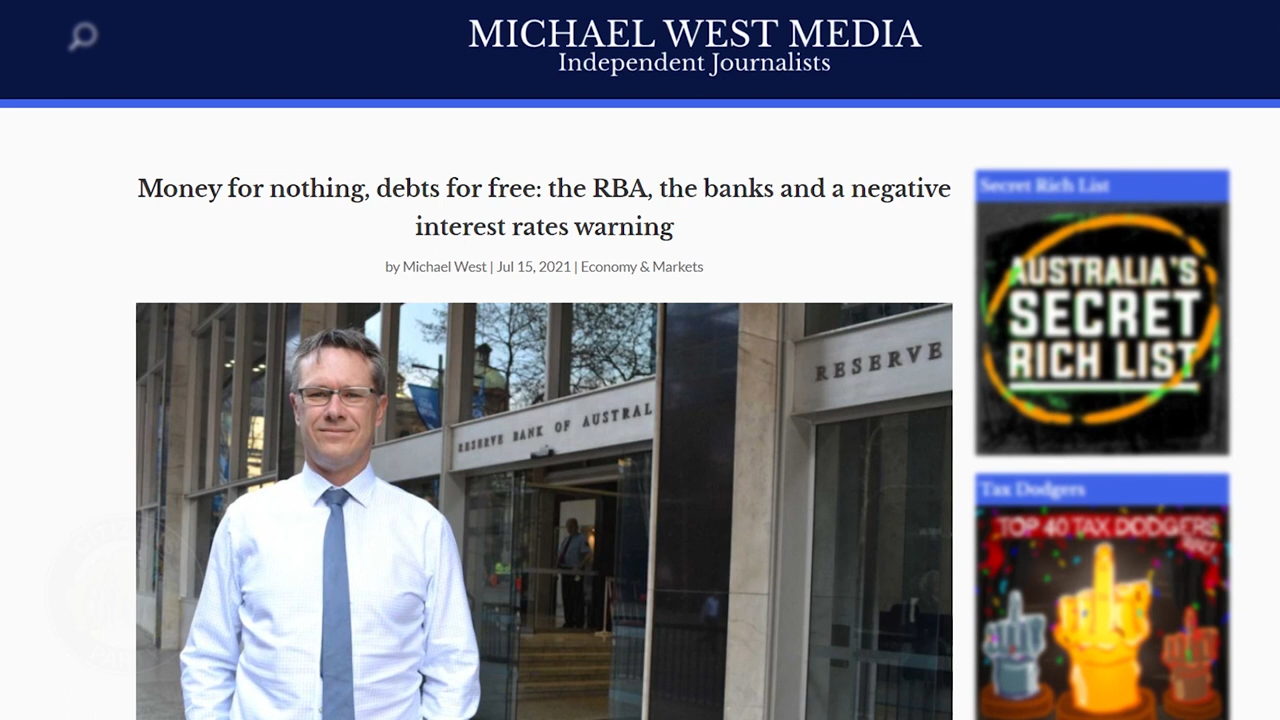 MICHAEL WEST MEDIA
Independent Journalists
Money for nothing, debts for free: the RBA, the banks and a negative
interest rates warning
by Michael West | Jul 15, 2021 | Economy & Markets
RESERVE BANK OF AUSTRAL
RESERVE
Secret Rich List
AUSTRALIA'S
SECRET
RICH LIST
Tax Dodgers
TOP 40 TAX DODGERS